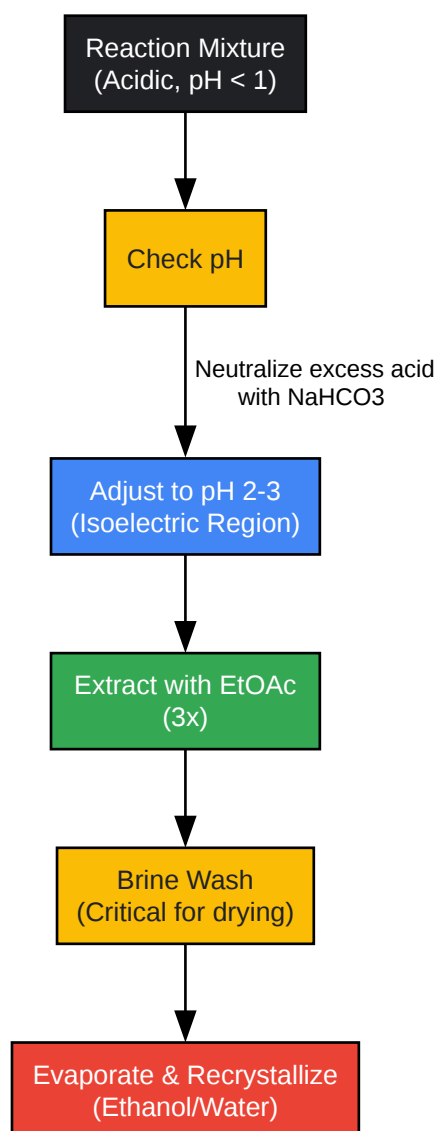 Reaction Mixture
(Acidic, pH < 1)
Check pH
Neutralize excess acid
with NaHCO3
Adjust to pH 2-3
(Isoelectric Region)
Extract with EtOAc
(3x)
Brine Wash
(Critical for drying)
Evaporate & Recrystallize
(Ethanol/Water)